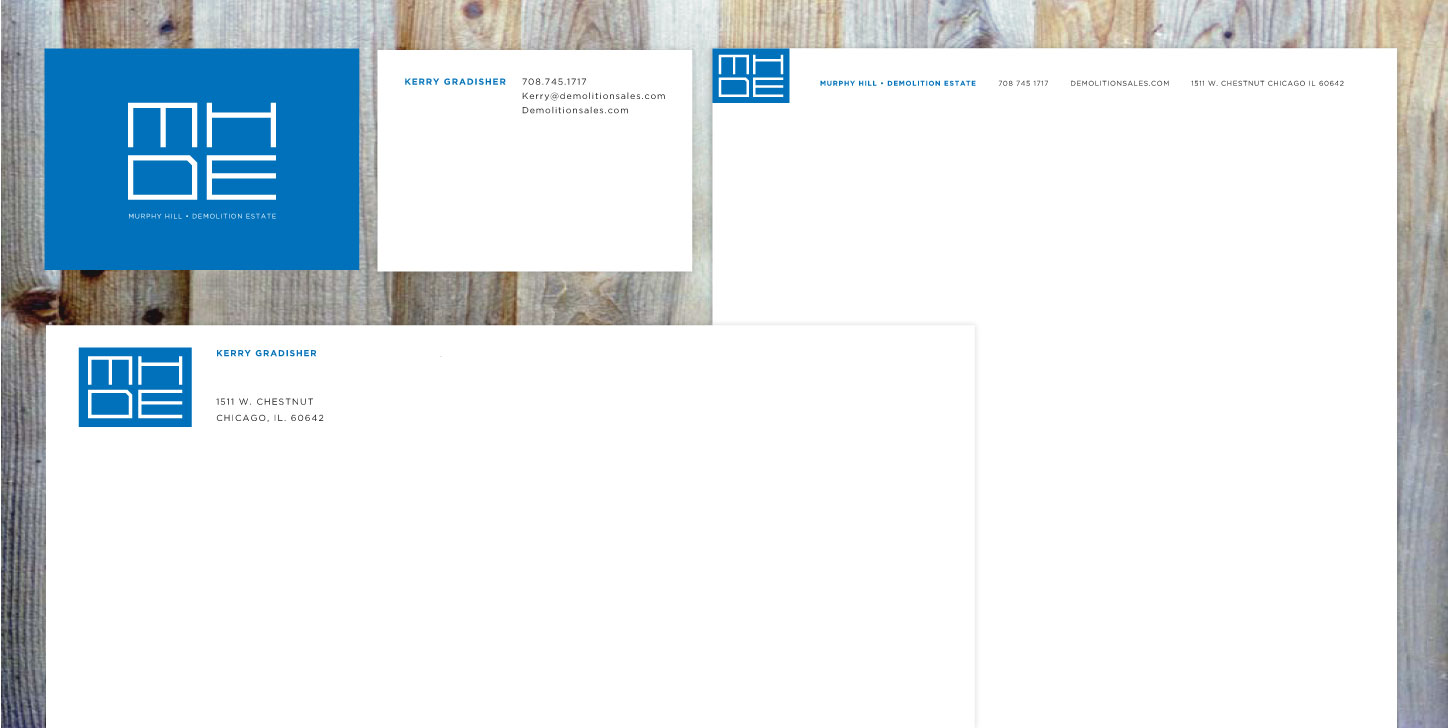 MH
DE
MURPHY HILL • DEMOLITION ESTATE
KERRY GRADISHER 708.745.1717
Kerry@demolitionsales.com
Demolitionsales.com
MH
DE
MURPHY HILL • DEMOLITION ESTATE 708 745 1717 DEMOLITIONSALES.COM 1511 W. CHESTNUT CHICAGO IL 60642
MH
DE
KERRY GRADISHER
1511 W. CHESTNUT
CHICAGO, IL. 60642